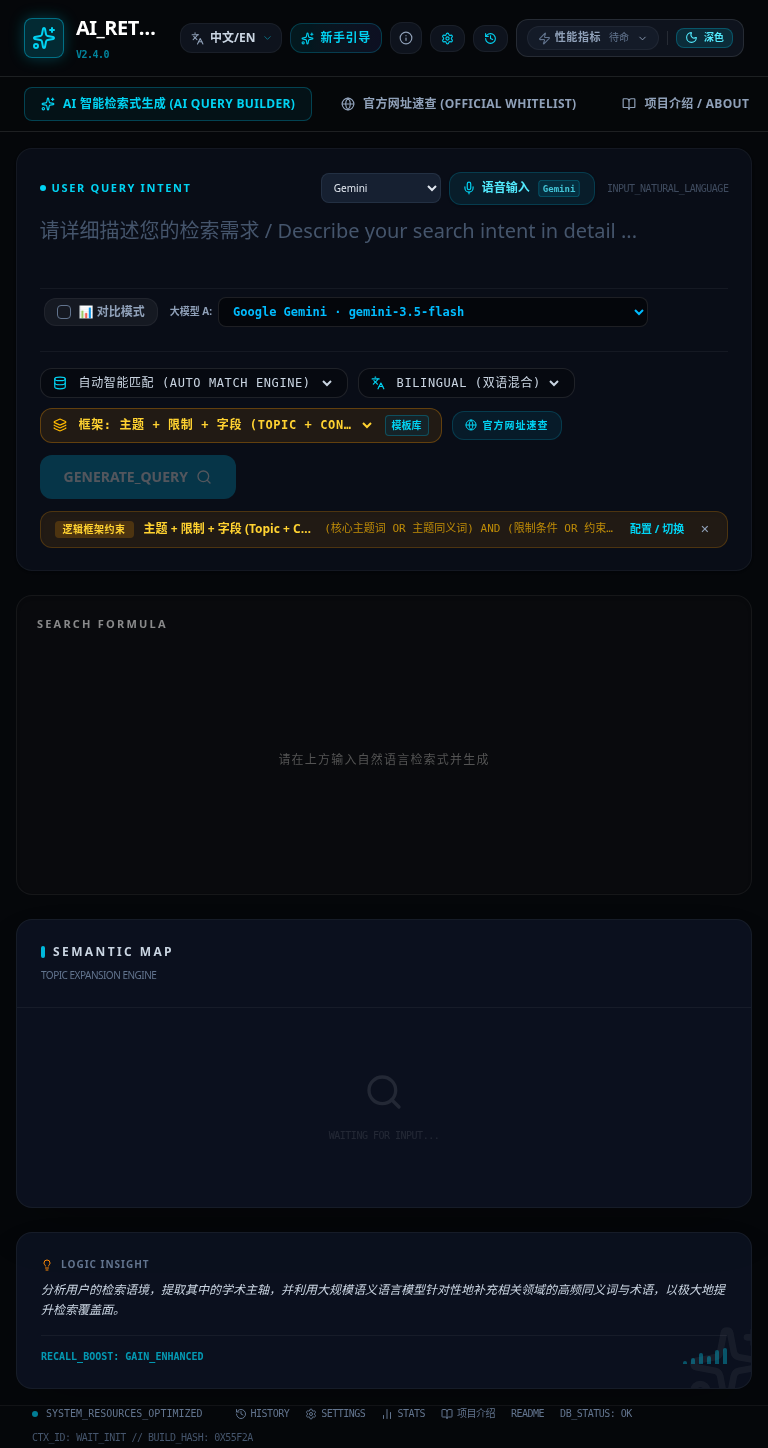 AI_RET...
V2.4.0
中文/EN
新手引导
性能指标 待命
深色
AI 智能检索式生成 (AI QUERY BUILDER)
官方网址速查 (OFFICIAL WHITELIST)
项目介绍 / ABOUT
USER QUERY INTENT
Gemini
语音输入 Gemini
INPUT_NATURAL_LANGUAGE
请详细描述您的检索需求 / Describe your search intent in detail ...
📊 对比模式
大模型 A:
Google Gemini · gemini-3.5-flash
自动智能匹配 (AUTO MATCH ENGINE)
BILINGUAL (双语混合)
框架: 主题 + 限制 + 字段 (TOPIC + CON…
模板库
官方网址速查
GENERATE_QUERY
逻辑框架约束
主题 + 限制 + 字段 (Topic + C...
(核心主题词 OR 主题同义词) AND (限制条件 OR 约束…
配置 / 切换
×
SEARCH FORMULA
请在上方输入自然语言检索式并生成
SEMANTIC MAP
TOPIC EXPANSION ENGINE
WAITING FOR INPUT...
LOGIC INSIGHT
分析用户的检索语境，提取其中的学术主轴，并利用大规模语义语言模型针对性地补充相关领域的高频同义词与术语，以极大地提
升检索覆盖面。
RECALL_BOOST: GAIN_ENHANCED
SYSTEM_RESOURCES_OPTIMIZED
HISTORY
SETTINGS
STATS
项目介绍
README
DB_STATUS: OK
CTX_ID: WAIT_INIT // BUILD_HASH: 0X55F2A